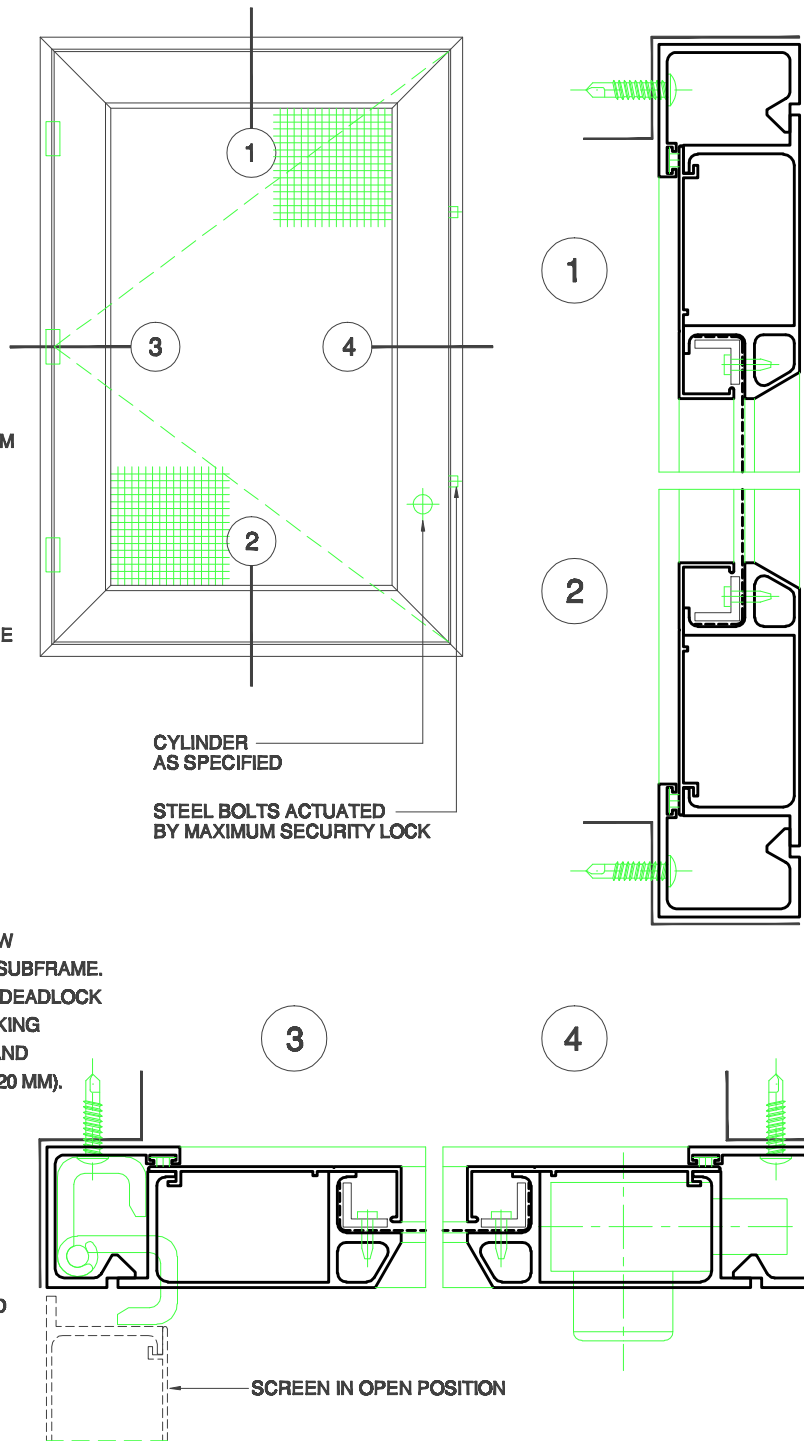 1
3
4
2
M
E
CYLINDER
AS SPECIFIED
STEEL BOLTS ACTUATED
BY MAXIMUM SECURITY LOCK
1
2
W
SUBFRAME.
DEADLOCK
KING
AND
20 MM).
3
4
SCREEN IN OPEN POSITION